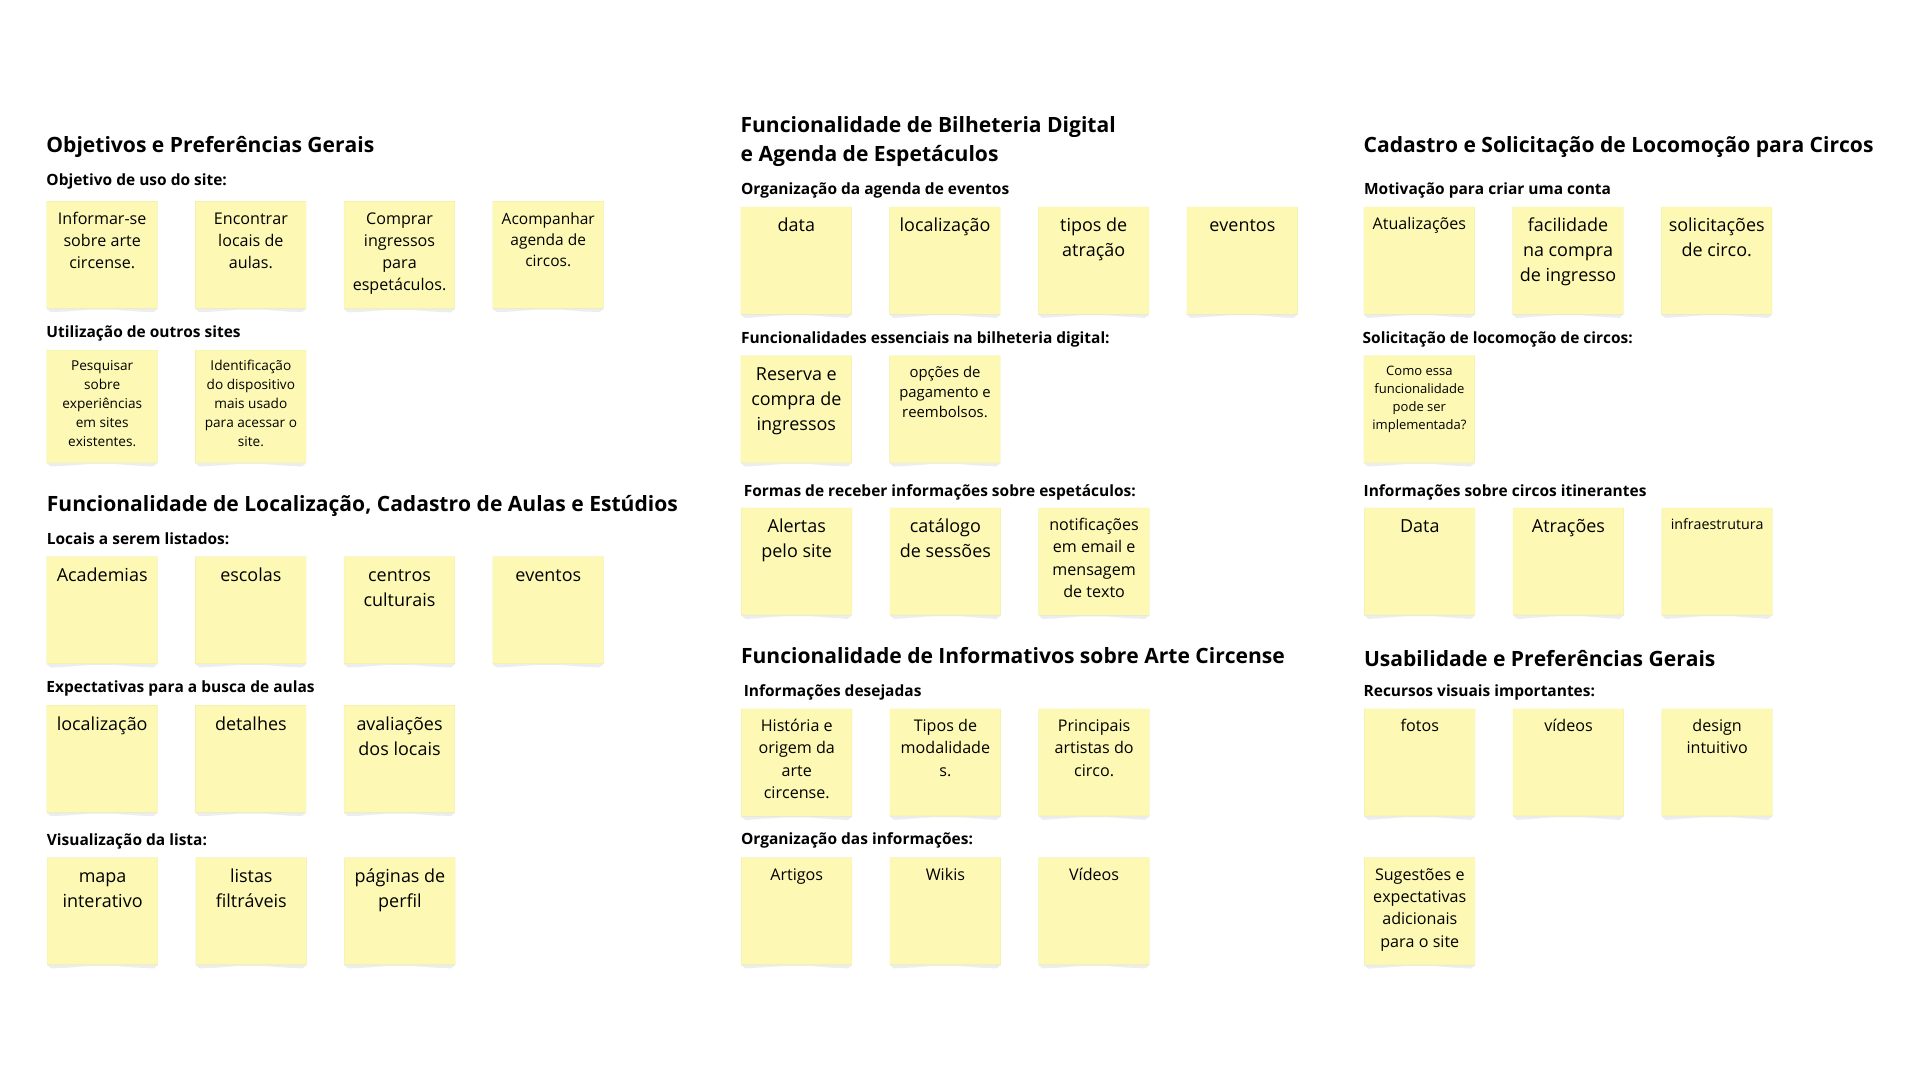 Objetivos e Preferências Gerais
Objetivo de uso do site:
Informar-se
sobre arte
circense.
Encontrar
locais de
aulas.
Comprar
ingressos
para
espetáculos.
Acompanhar
agenda de
circos.
Utilização de outros sites
Pesquisar
sobre
experiências
em sites
existentes.
Identificação
do dispositivo
mais usado
para acessar o
site.
Funcionalidade de Localização, Cadastro de Aulas e Estúdios
Locais a serem listados:
Academias
escolas
centros
culturais
eventos
Expectativas para a busca de aulas
localização
detalhes
avaliações
dos locais
Visualização da lista:
mapa
interativo
listas
filtráveis
páginas de
perfil
Funcionalidade de Bilheteria Digital
e Agenda de Espetáculos
Organização da agenda de eventos
data
localização
tipos de
atração
eventos
Funcionalidades essenciais na bilheteria digital:
Reserva e
compra de
ingressos
opções de
pagamento e
reembolsos.
Formas de receber informações sobre espetáculos:
Alertas
pelo site
catálogo
de sessões
notificações
em email e
mensagem
de texto
Funcionalidade de Informativos sobre Arte Circense
Informações desejadas
História e
origem da
arte
circense.
Tipos de
modalidade
s.
Principais
artistas do
circo.
Organização das informações:
Artigos
Wikis
Vídeos
Cadastro e Solicitação de Locomoção para Circos
Motivação para criar uma conta
Atualizações
facilidade
na compra
de ingresso
solicitações
de circo.
Solicitação de locomoção de circos:
Como essa
funcionalidade
pode ser
implementada?
Informações sobre circos itinerantes
Data
Atrações
infraestrutura
Usabilidade e Preferências Gerais
Recursos visuais importantes:
fotos
vídeos
design
intuitivo
Sugestões e
expectativas
adicionais
para o site